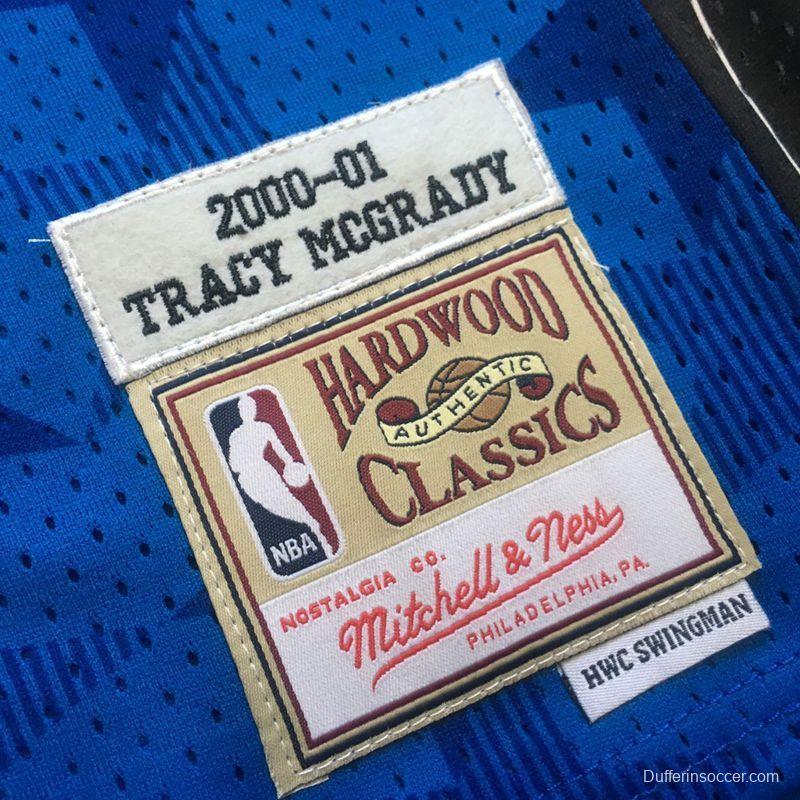 2000-01
TRACY MCGRADY
HARDWOOD
AUTHENTIC
CLASSICS
NBA
NOSTALGIA CO.
Mitchell & Ness
PHILADELPHIA, PA.
HWC SWINGMAN
Dufferinsoccer.com